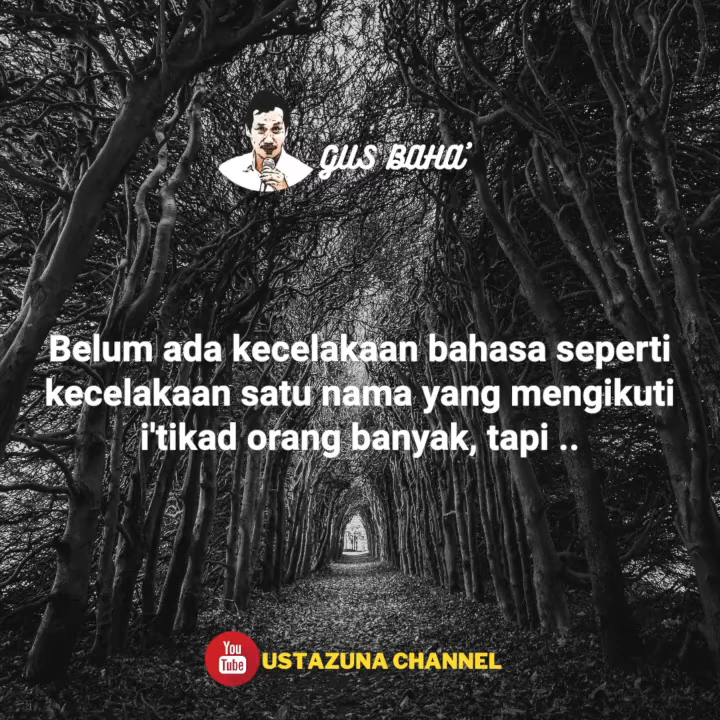 GUS BAHA'
Belum ada kecelakaan bahasa seperti
kecelakaan satu nama yang mengikuti
i'tikad orang banyak, tapi ..
You
Tube
USTAZUNA CHANNEL